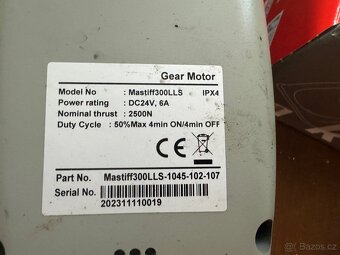 Gear Motor
Model No : Mastiff300LLS IPX4
Power rating : DC24V, 6A
Nominal thrust : 2500N
Duty Cycle : 50%Max 4min ON/4min OFF
CE
Part No. Mastiff300LLS-1045-102-107
Serial No.
202311110019
Bazoš.cz